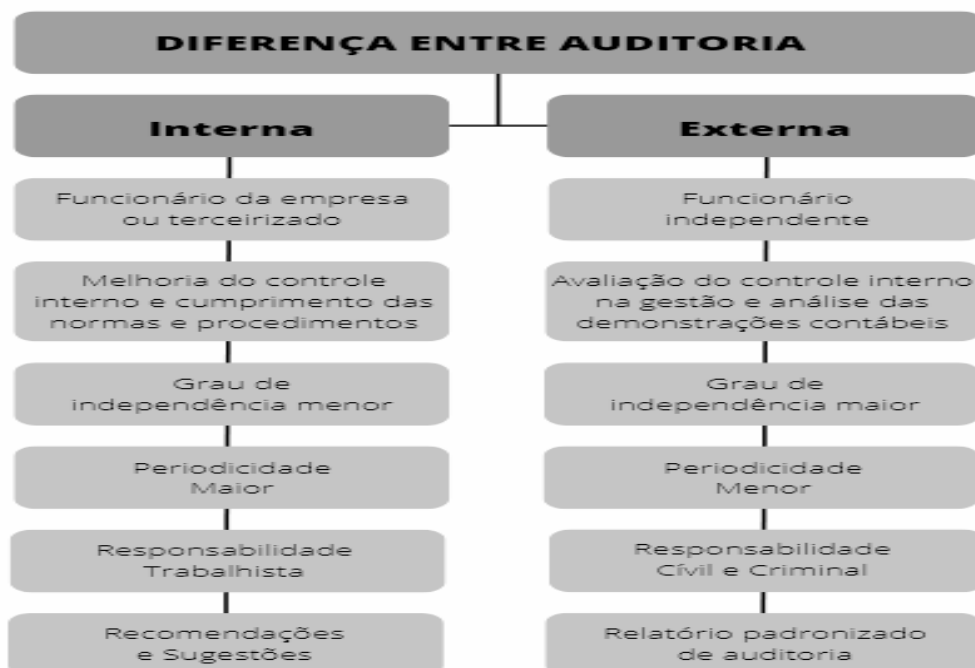 DIFERENÇA ENTRE AUDITORIA
Interna
Funcionário da empresa
ou terceirizado
Melhoria do controle
interno e cumprimento das
normas e procedimentos
Grau de
independência menor
Periodicidade
Maior
Responsabilidade
Trabalhista
Recomendações
e Sugestões
Externa
Funcionário
independente
Avaliação do controle interno
na gestão e análise das
demonstrações contábeis
Grau de
independência maior
Periodicidade
Menor
Responsabilidade
Cívil e Criminal
Relatório padronizado
de auditoria